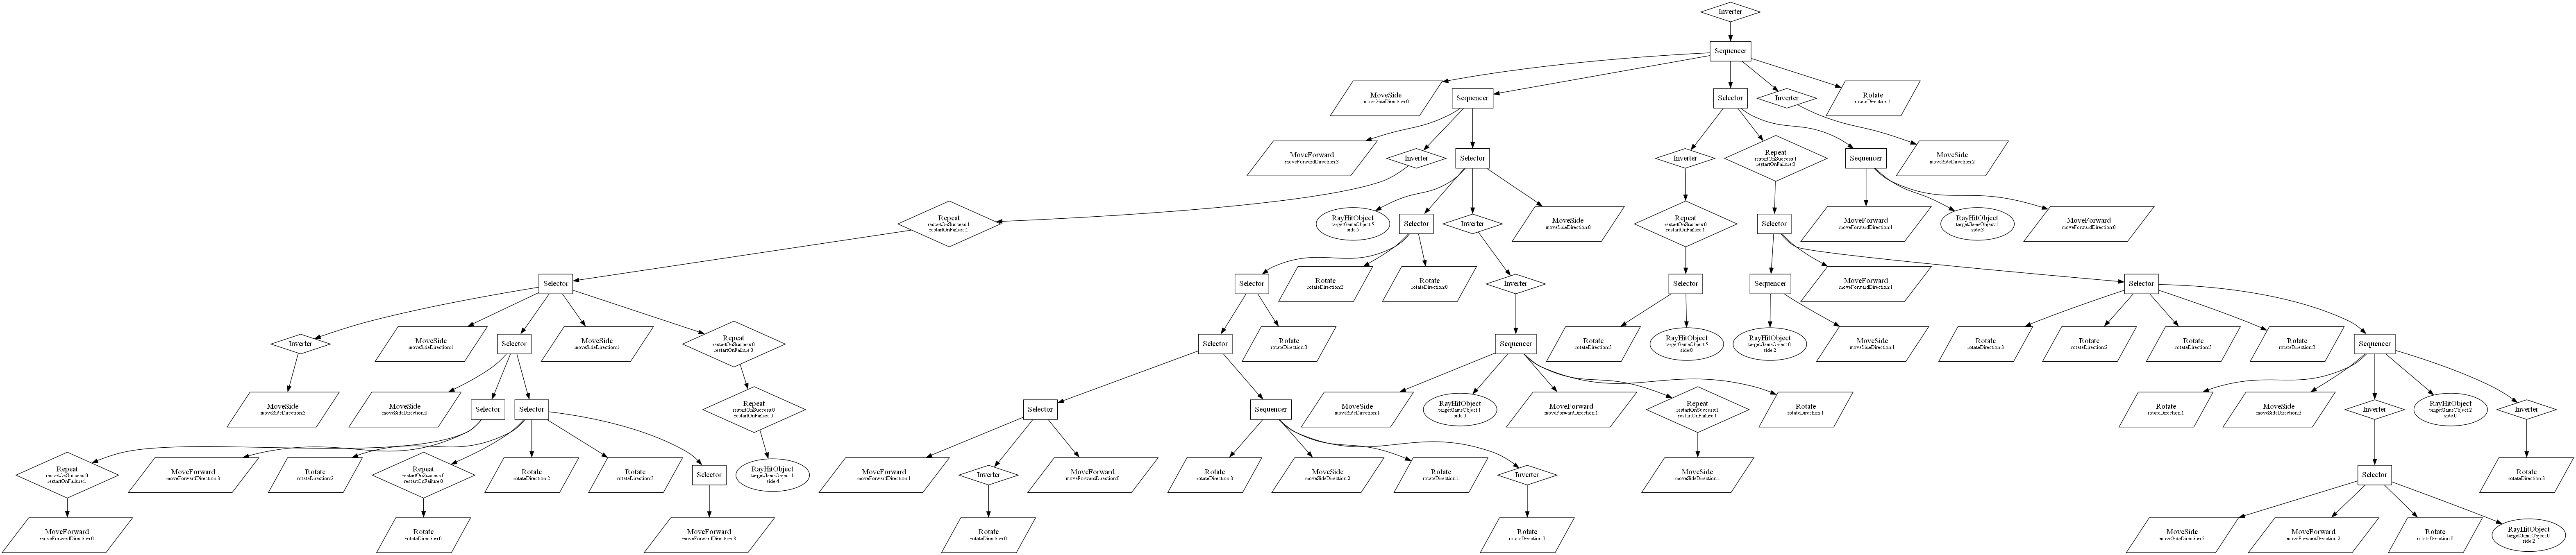 Inverter
Sequencer
MoveSide
moveSideDirection:0
Sequencer
Selector
Inverter
Rotate
rotateDirection:1
MoveForward
moveForwardDirection:3
Inverter
Selector
Inverter
Repeat
restartOnSuccess:1
restartOnFailure:0
Sequencer
MoveSide
moveSideDirection:2
Repeat
restartOnSuccess:1
restartOnFailure:1
RayHitObject
targetGameObject:5
side:5
Selector
Inverter
MoveSide
moveSideDirection:0
Repeat
restartOnSuccess:0
restartOnFailure:1
Selector
MoveForward
moveForwardDirection:1
RayHitObject
targetGameObject:3
side:3
MoveForward
moveForwardDirection:0
Selector
Selector
Rotate
rotateDirection:3
Rotate
rotateDirection:0
Inverter
Selector
Sequencer
MoveForward
moveForwardDirection:1
Selector
Inverter
MoveSide
moveSideDirection:1
Selector
MoveSide
moveSideDirection:1
Repeat
restartOnSuccess:0
restartOnFailure:0
Selector
Rotate
rotateDirection:0
Sequencer
Rotate
rotateDirection:3
RayHitObject
targetGameObject:5
side:0
RayHitObject
targetGameObject:0
side:2
MoveSide
moveSideDirection:1
Rotate
rotateDirection:3
Rotate
rotateDirection:2
Rotate
rotateDirection:3
Rotate
rotateDirection:3
Sequencer
MoveSide
moveSideDirection:3
MoveSide
moveSideDirection:0
Selector
Selector
Repeat
restartOnSuccess:0
restartOnFailure:0
Selector
Sequencer
MoveSide
moveSideDirection:1
RayHitObject
targetGameObject:1
side:0
MoveForward
moveForwardDirection:1
Repeat
restartOnSuccess:1
restartOnFailure:1
Rotate
rotateDirection:1
Rotate
rotateDirection:1
MoveSide
moveSideDirection:3
Inverter
RayHitObject
targetGameObject:2
side:0
Inverter
Repeat
restartOnSuccess:0
restartOnFailure:1
MoveForward
moveForwardDirection:3
Rotate
rotateDirection:2
Repeat
restartOnSuccess:0
restartOnFailure:0
Rotate
rotateDirection:2
Rotate
rotateDirection:3
Selector
RayHitObject
targetGameObject:1
side:4
MoveForward
moveForwardDirection:1
Inverter
MoveForward
moveForwardDirection:0
Rotate
rotateDirection:3
MoveSide
moveSideDirection:2
Rotate
rotateDirection:1
Inverter
MoveSide
moveSideDirection:1
Selector
Rotate
rotateDirection:3
MoveForward
moveForwardDirection:0
Rotate
rotateDirection:0
MoveForward
moveForwardDirection:3
Rotate
rotateDirection:0
Rotate
rotateDirection:0
MoveSide
moveSideDirection:2
MoveForward
moveForwardDirection:2
Rotate
rotateDirection:0
RayHitObject
targetGameObject:0
side:2